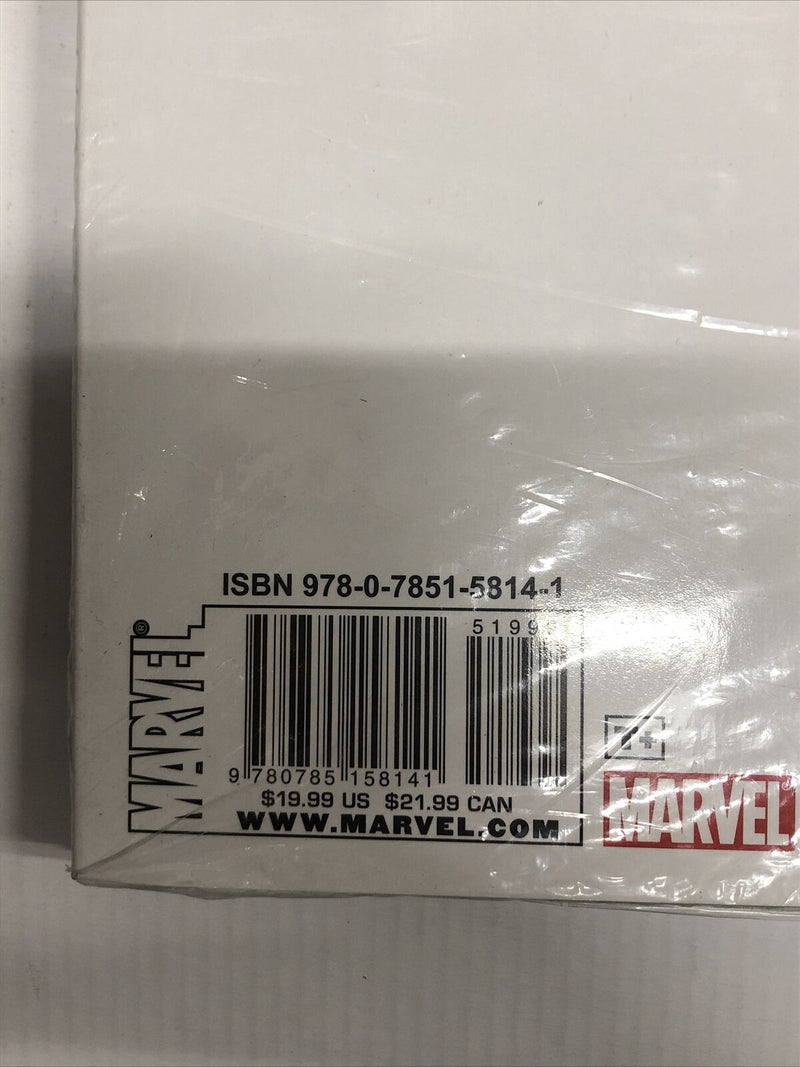 ISBN 978-0-7851-5814-1
MARVEL®
5199
9 780785 158141
$19.99 US $21.99 CAN
WWW.MARVEL.COM
T+
MARVEL